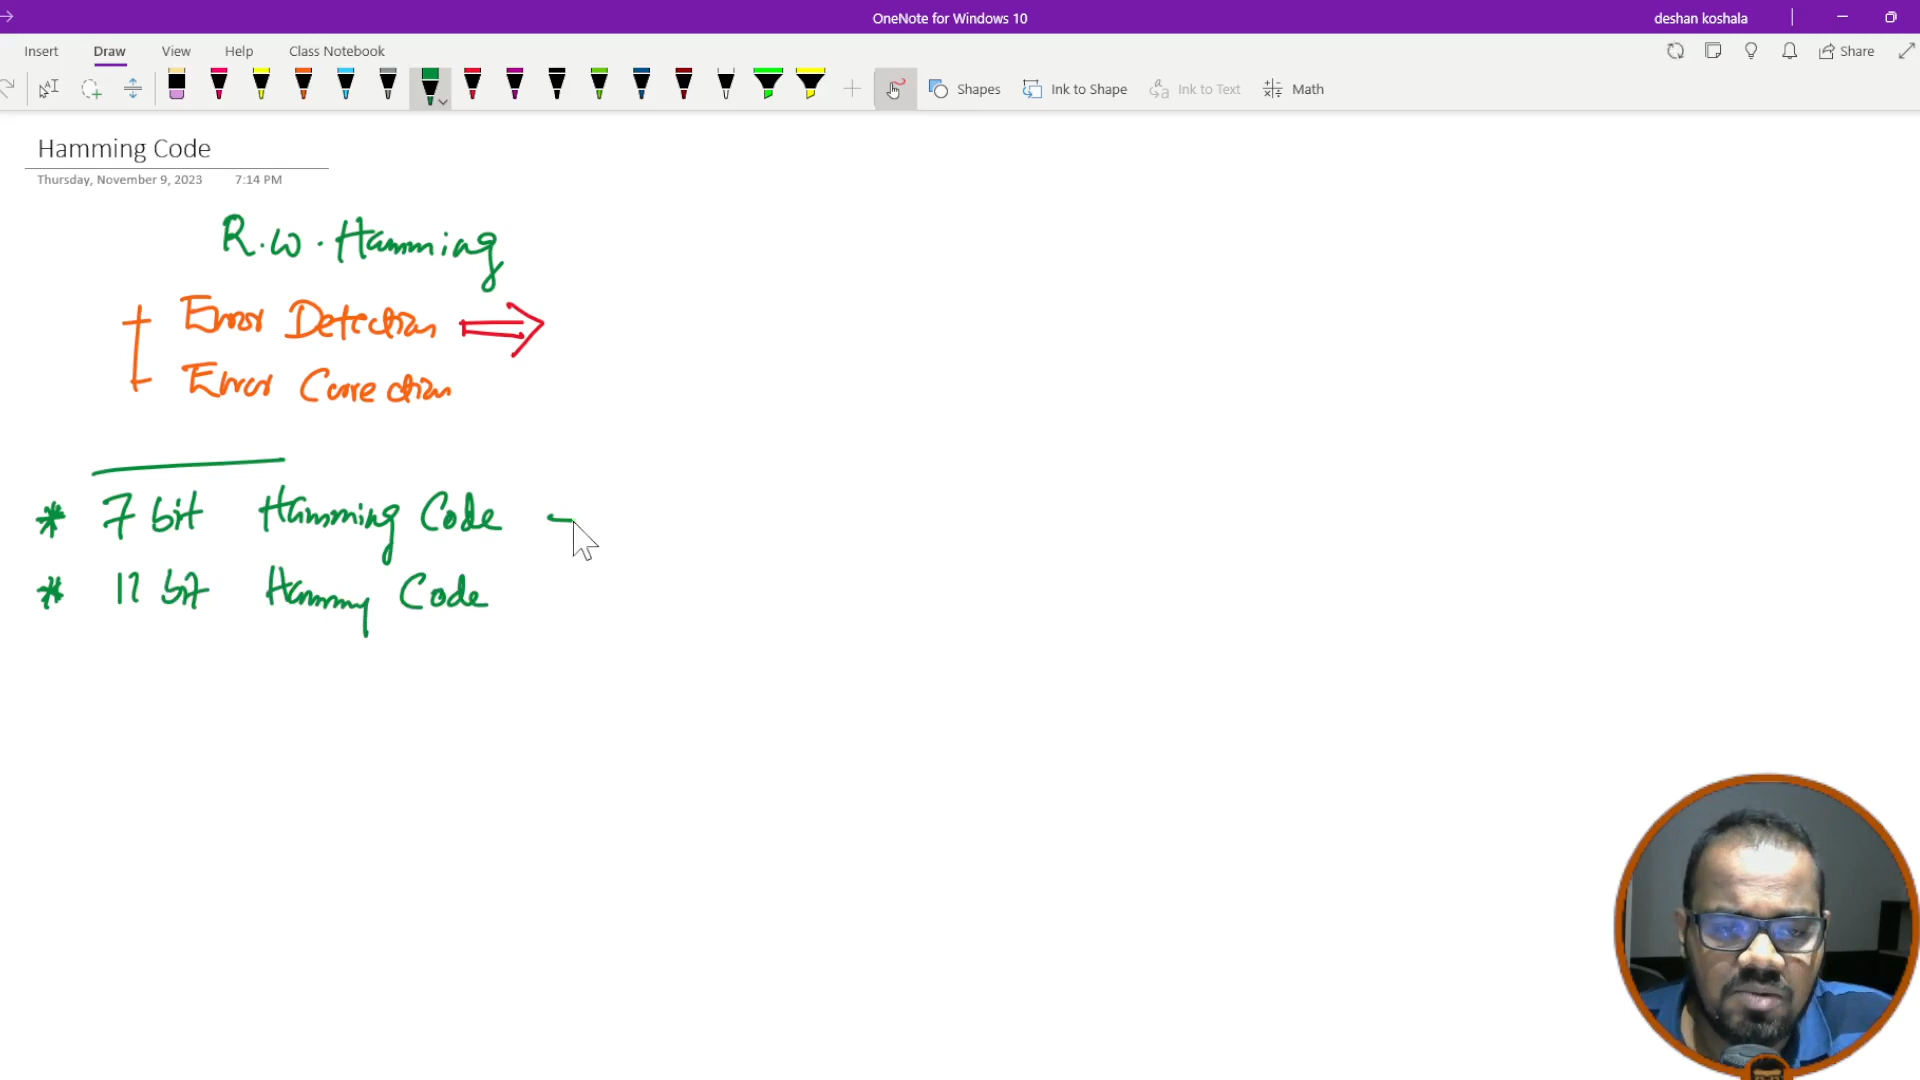 OneNote for Windows 10
deshan koshala
Insert Draw View Help Class Notebook
Share
Shapes Ink to Shape Ink to Text Math
Hamming Code
Thursday, November 9, 2023 7:14 PM
R.W. Hamming
Error Detection ⇒
Error Correction
* 7 bit Hamming Code -
* 11 bit Hamming Code